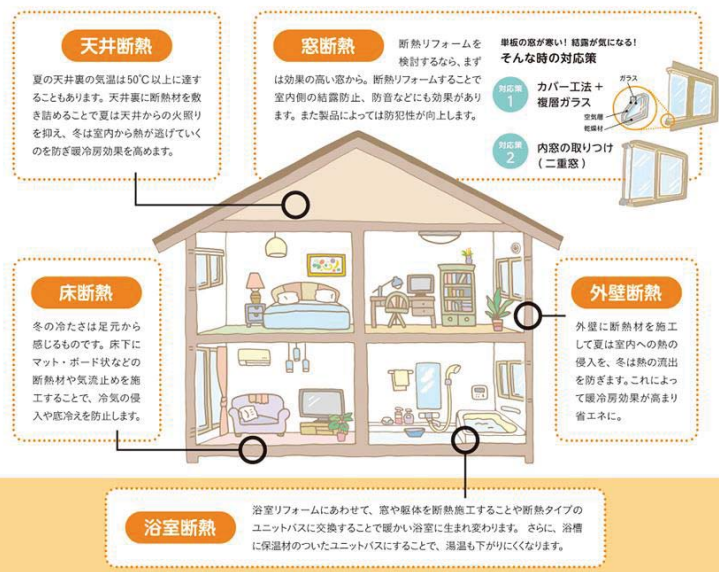 天井断熱
夏の天井裏の気温は50℃以上に達す
ることもあります。天井裏に断熱材を敷
き詰めることで夏は天井からの火照り
を抑え、冬は室内から熱が逃げていく
のを防ぎ暖冷房効果を高めます。
窓断熱
断熱リフォームを
検討するなら、まず
は効果の高い窓から。断熱リフォームすることで
室内側の結露防止、防音などにも効果があり
ます。また製品によっては防犯性が向上します。
単板の窓が寒い！結露が気になる！
そんな時の対応策
対応策
1
カバー工法＋
複層ガラス
ガラス
空気層
乾燥材
対応策
2
内窓の取りつけ
（二重窓）
床断熱
冬の冷たさは足元から
感じるものです。床下に
マット・ボード状などの
断熱材や気流止めを施
工することで、冷気の侵
入や底冷えを防止します。
外壁断熱
外壁に断熱材を施工
して夏は室内への熱の
侵入を、冬は熱の流出
を防ぎます。これによっ
て暖冷房効果が高まり
省エネに。
浴室断熱
浴室リフォームにあわせて、窓や躯体を断熱施工することや断熱タイプの
ユニットバスに交換することで暖かい浴室に生まれ変わります。さらに、浴槽
に保温材のついたユニットバスにすることで、湯温も下がりにくくなります。